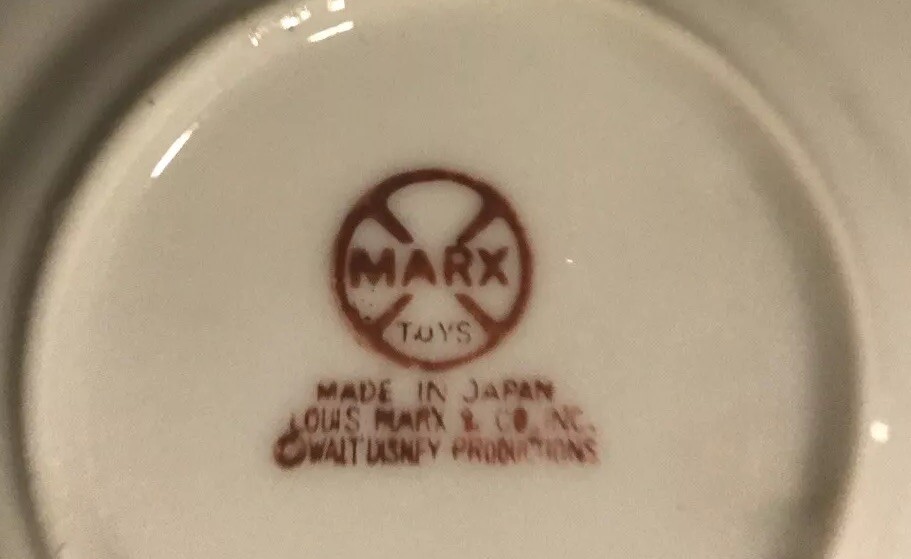 MARX
TOYS
MADE IN JAPAN
LOUIS MARX & CO. INC.
©WALT DISNEY PRODUCTIONS